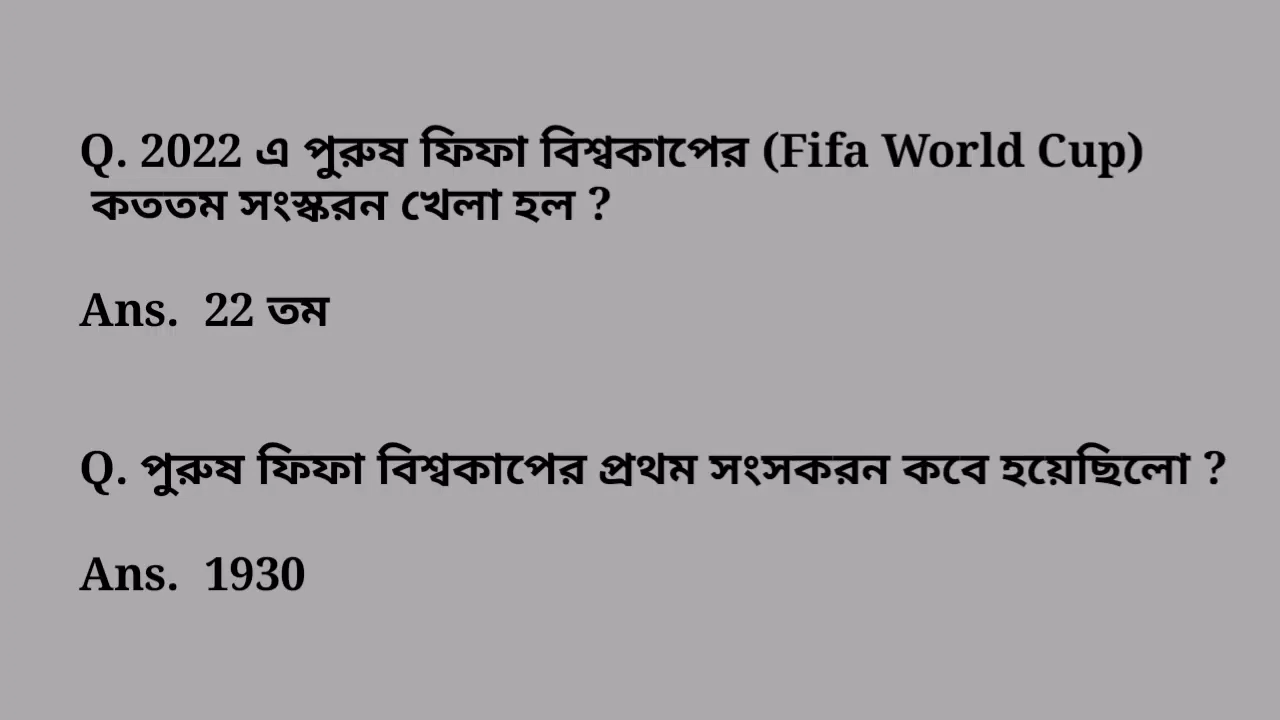 Q. 2022 এ পুরুষ ফিফা বিশ্বকাপের (Fifa World Cup)
কততম সংস্করন খেলা হল ?
Ans. 22 তম
Q. পুরুষ ফিফা বিশ্বকাপের প্রথম সংসকরন কবে হয়েছিলো ?
Ans. 1930